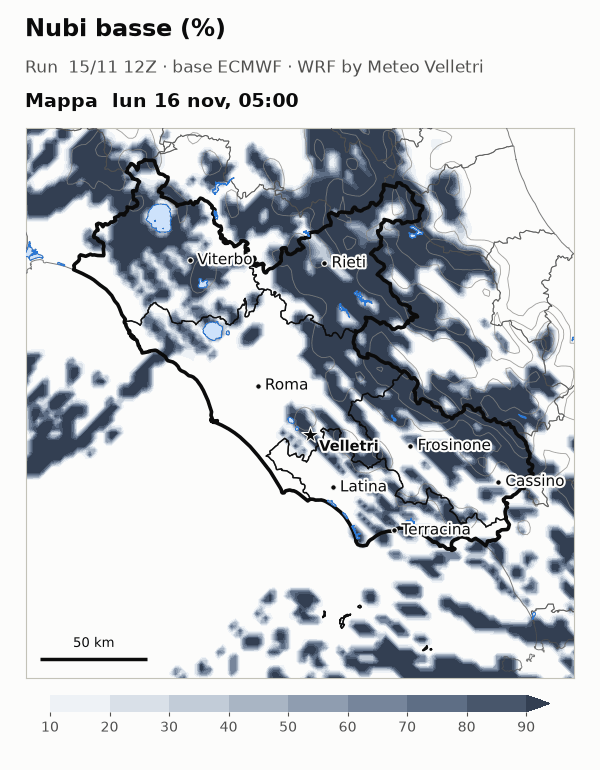 Nubi basse (%)
Run 15/11 12Z · base ECMWF · WRF by Meteo Velletri
Mappa lun 16 nov, 05:00
Viterbo
Rieti
Roma
Velletri
Frosinone
Cassino
Latina
Terracina
50 km
10 20 30 40 50 60 70 80 90